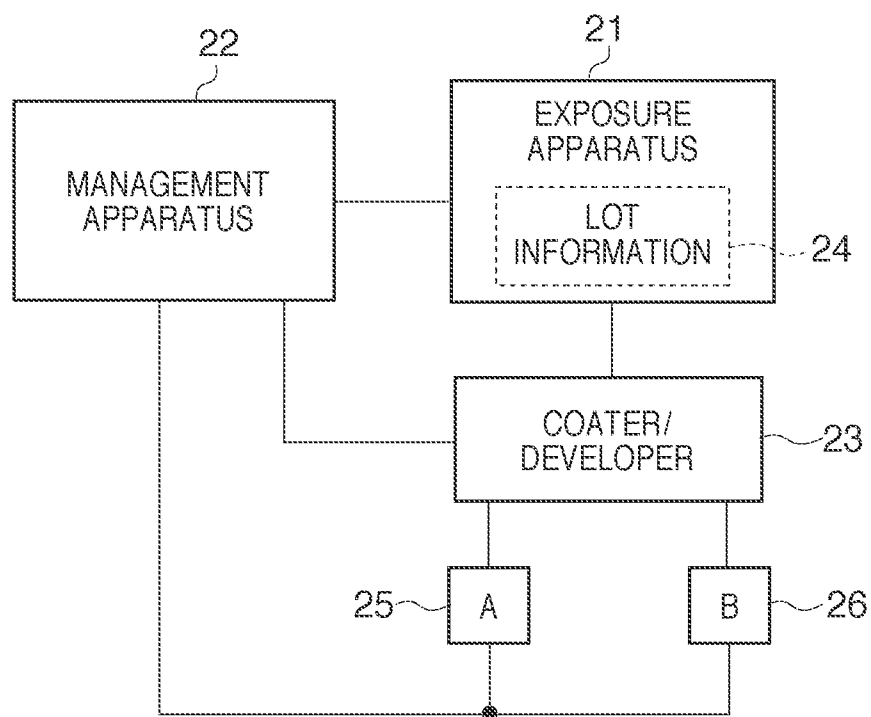 22
21
MANAGEMENT
APPARATUS
EXPOSURE
APPARATUS
LOT
INFORMATION
24
COATER/
DEVELOPER
23
25
A
B
26